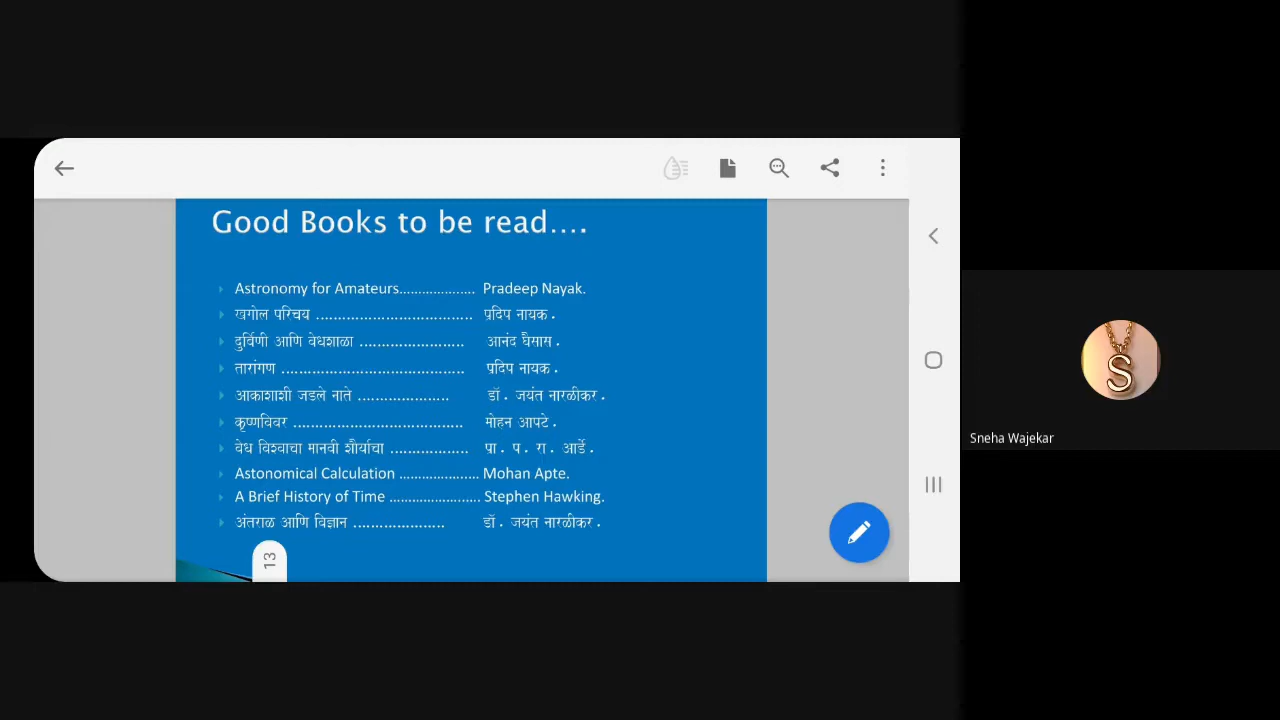 Good Books to be read....
Astronomy for Amateurs................... Pradeep Nayak.
खगोल परिचय .................................. प्रदिप नायक .
दुर्विणी आणि वेधशाळा ....................... आनंद घैसास .
तारांगण ........................................ प्रदिप नायक .
आकाशाशी जडले नाते .................... डॉ . जयंत नारळीकर .
कृष्णविवर ..................................... मोहन आपटे .
वेध विश्वाचा मानवी शौर्याचा ................. प्रा . प . रा . आर्डे .
Astonomical Calculation .................... Mohan Apte.
A Brief History of Time ....................... Stephen Hawking.
अंतराळ आणि विज्ञान .................... डॉ . जयंत नारळीकर .
13
Sneha Wajekar